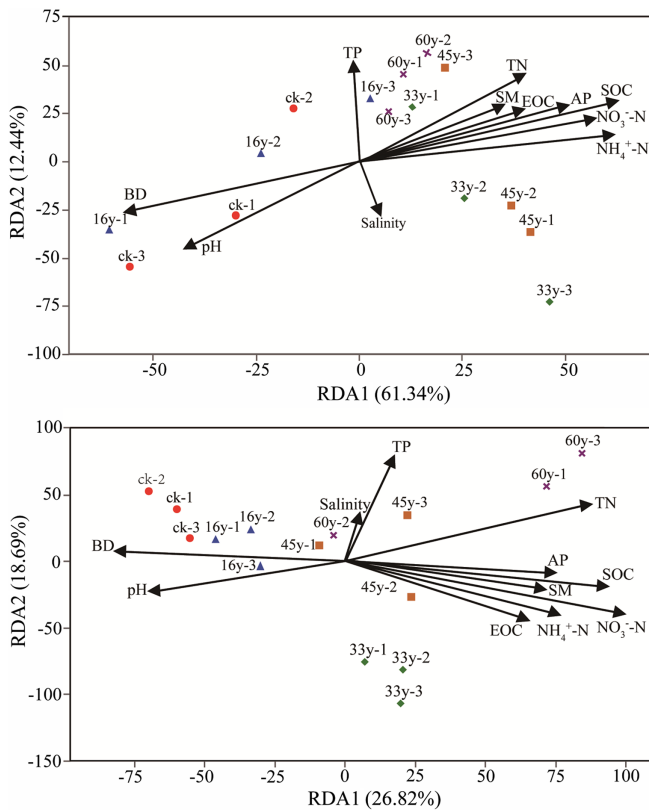 75
50
25
0
-25
-50
-75
-100
RDA2 (12.44%)
60y-2
TP
60y-1
45y-3
TN
16y-3
33y-1
SOC
ck-2
SM
EOC
AP
60y-3
NO₃⁻-N
16y-2
NH₄⁺-N
BD
33y-2
45y-2
16y-1
ck-1
Salinity
45y-1
pH
ck-3
33y-3
-50
-25
0
25
50
RDA1 (61.34%)
100
50
0
-50
-100
-150
RDA2 (18.69%)
TP
60y-3
ck-2
60y-1
ck-1
Salinity
45y-3
TN
16y-1
16y-2
60y-2
ck-3
45y-1
BD
AP
16y-3
SOC
pH
45y-2
SM
EOC
NH₄⁺-N
NO₃⁻-N
33y-1
33y-2
33y-3
-75
-50
-25
0
25
50
75
100
RDA1 (26.82%)